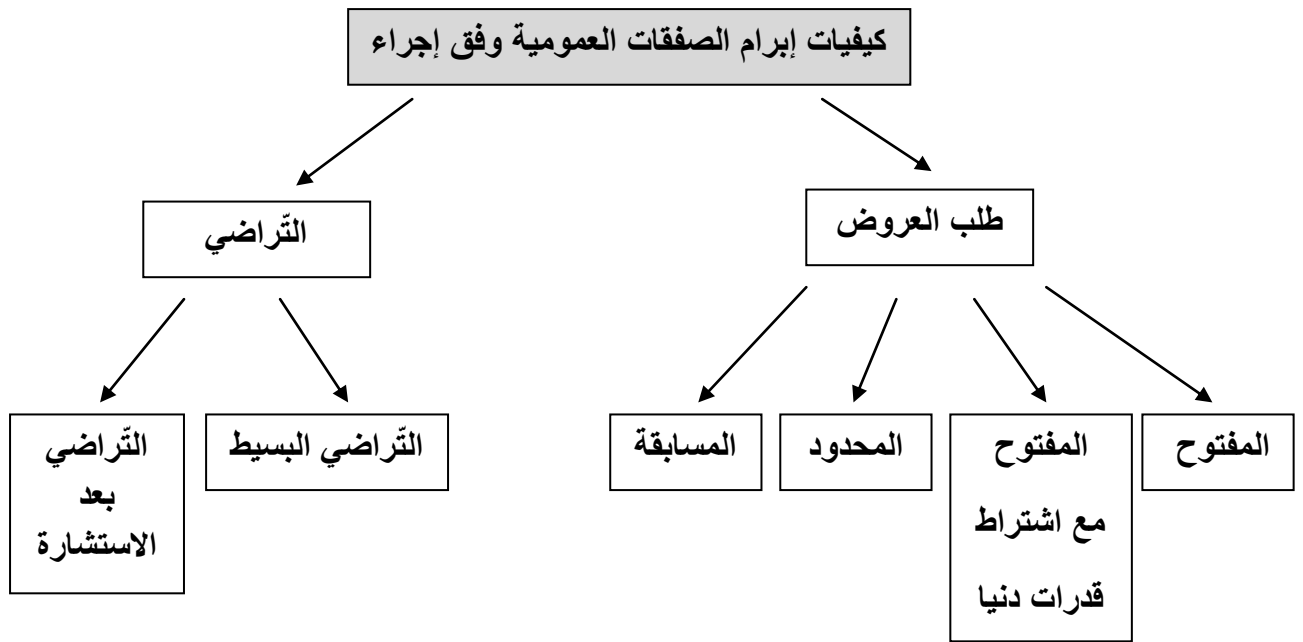 كيفيات إبرام الصفقات العمومية وفق إجراء
طلب العروض
التّراضي
المفتوح
المفتوح
مع اشتراط
قدرات دنيا
المحدود
المسابقة
التّراضي البسيط
التّراضي
بعد
الاستشارة